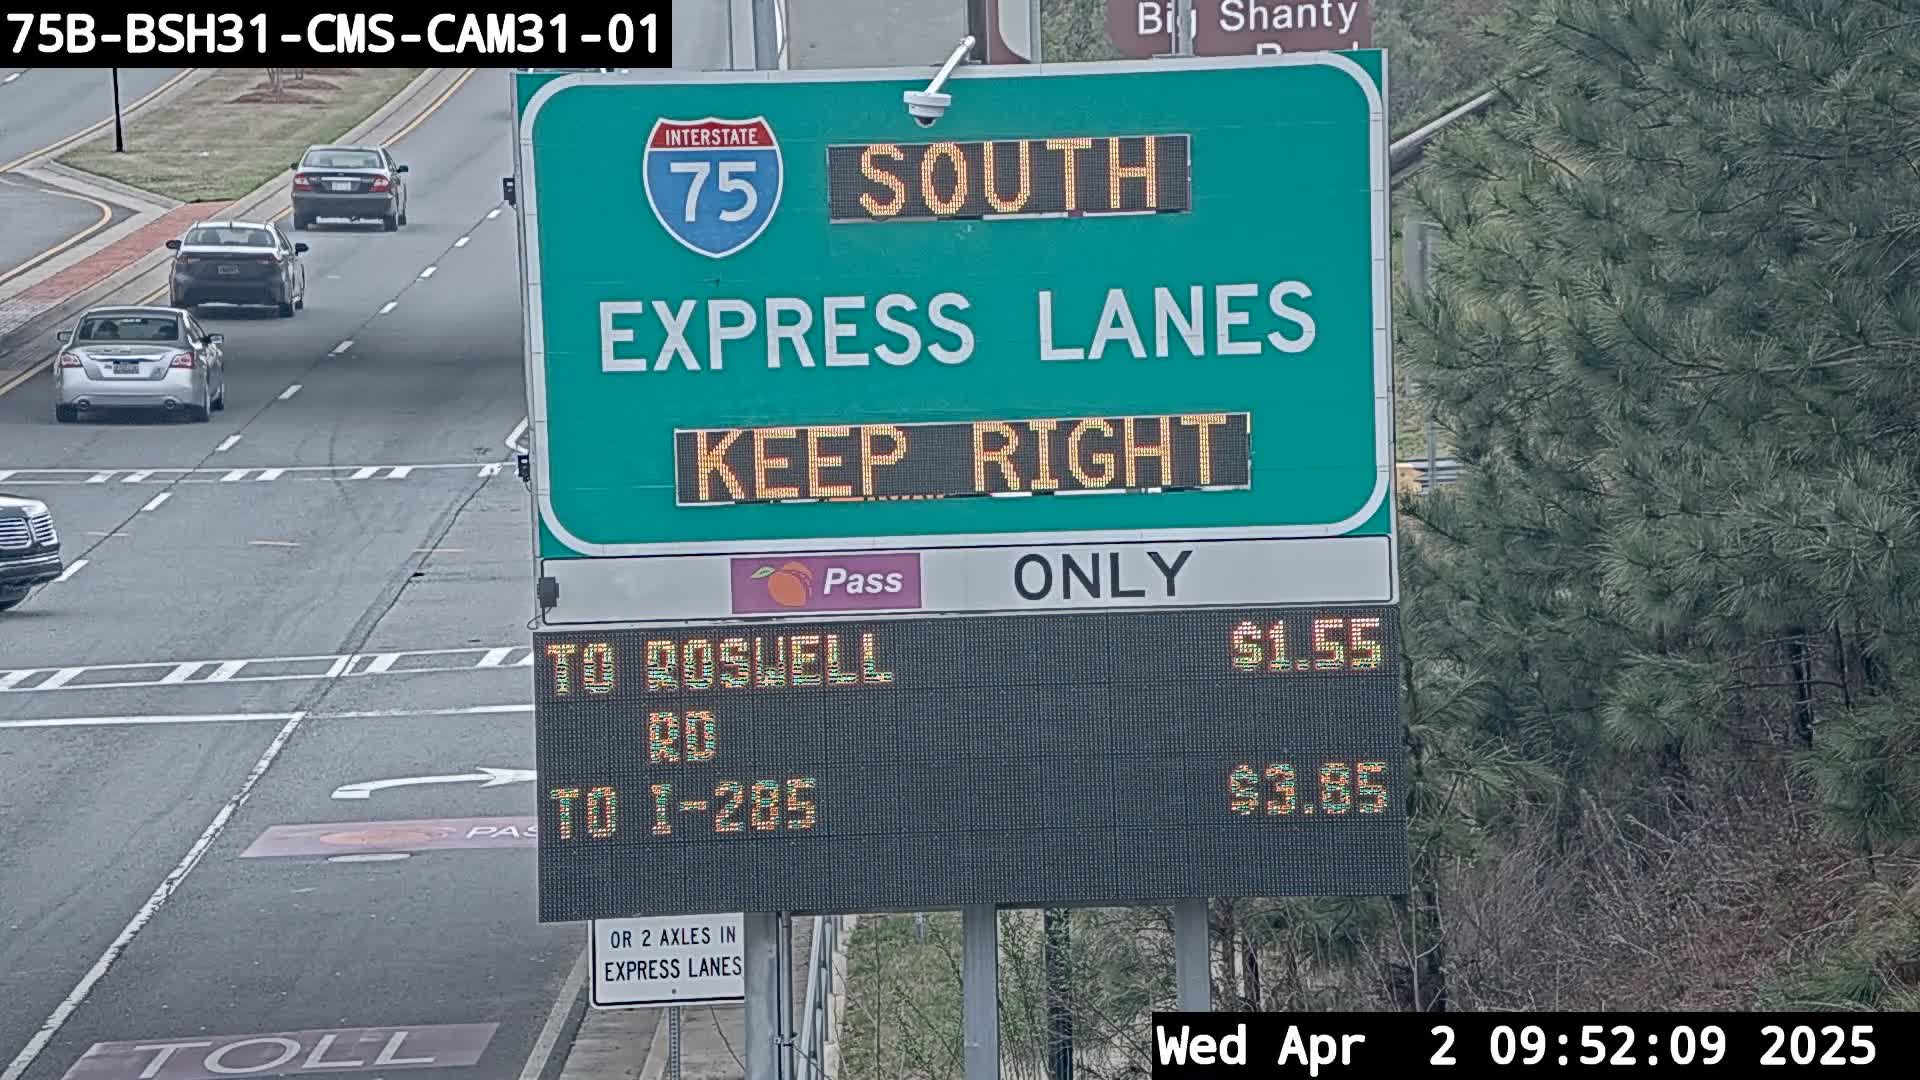 75B-BSH31-CMS-CAM31-01
Big Shanty
Road
INTERSTATE
75
SOUTH
EXPRESS LANES
KEEP RIGHT
Pass ONLY
TO ROSWELL $1.55
RD
TO I-285 $3.85
PAS
OR 2 AXLES IN
EXPRESS LANES
TOLL
Wed Apr 2 09:52:09 2025